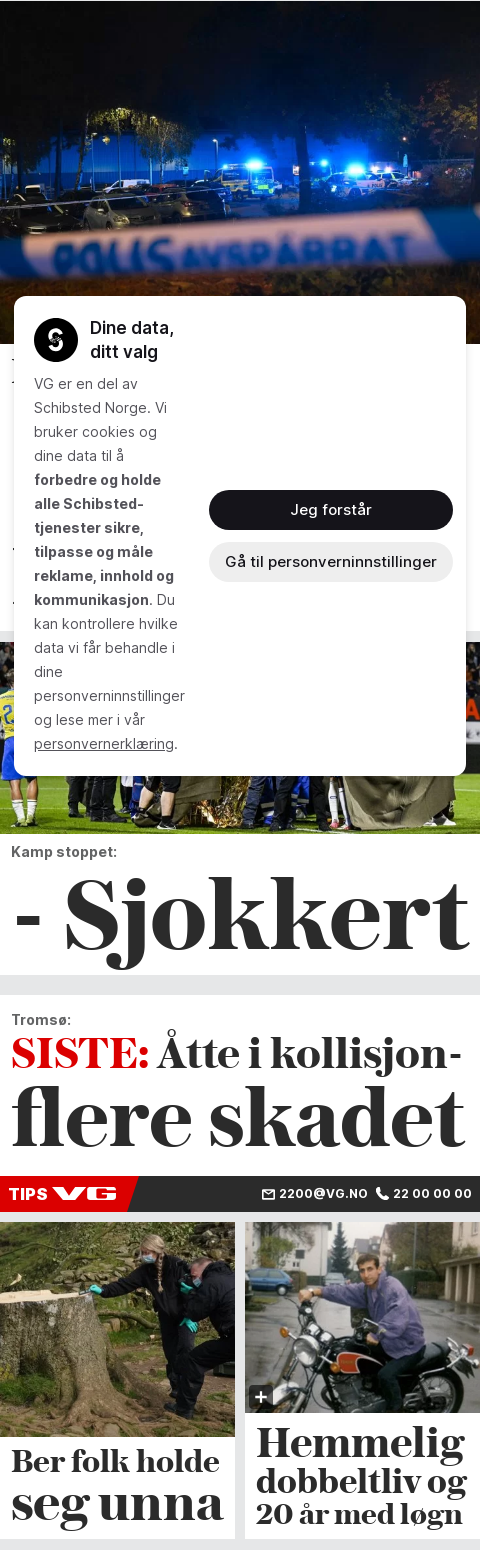 POLIS AVSPÄRRAT
Dine data,
ditt valg
VG er en del av
Schibsted Norge. Vi
bruker cookies og
dine data til å
forbedre og holde
alle Schibsted-
tjenester sikre,
tilpasse og måle
reklame, innhold og
kommunikasjon. Du
kan kontrollere hvilke
data vi får behandle i
dine
personverninnstillinger
og lese mer i vår
personvernerklæring.
Jeg forstår
Gå til personverninnstillinger
Kamp stoppet:
- Sjokkert
Tromsø:
SISTE: Åtte i kollisjon-
flere skadet
TIPS VG 2200@VG.NO 22 00 00 00
Ber folk holde
seg unna
Hemmelig
dobbeltliv og
20 år med løgn